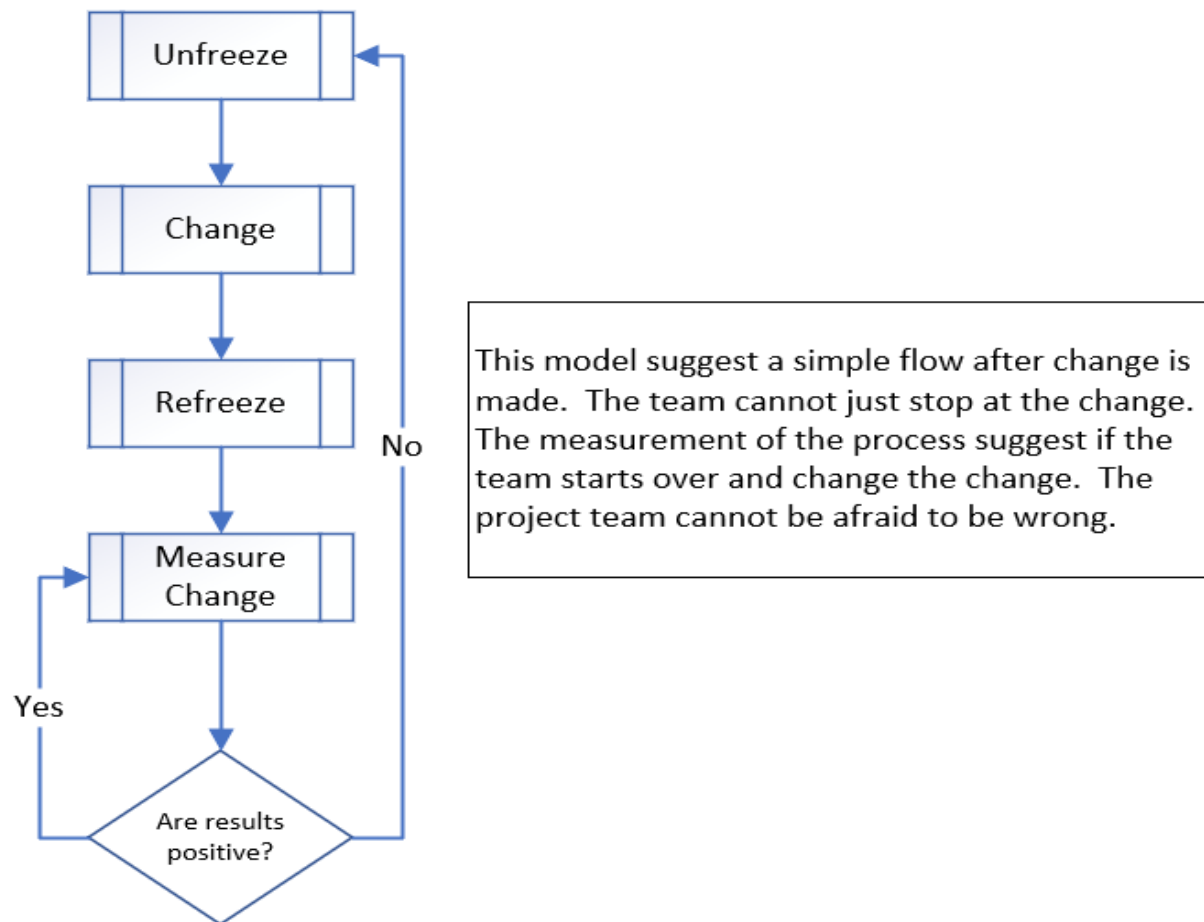 Unfreeze
Change
Refreeze
No
Measure
Change
Yes
Are results
positive?
This model suggest a simple flow after change is
made.  The team cannot just stop at the change.
The measurement of the process suggest if the
team starts over and change the change.  The
project team cannot be afraid to be wrong.